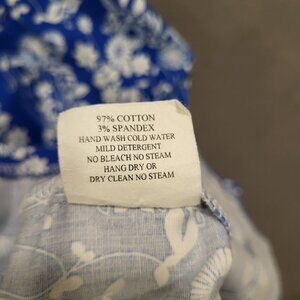 97% COTTON
3% SPANDEX
HAND WASH COLD WATER
MILD DETERGENT
NO BLEACH NO STEAM
HANG DRY OR
DRY CLEAN NO STEAM